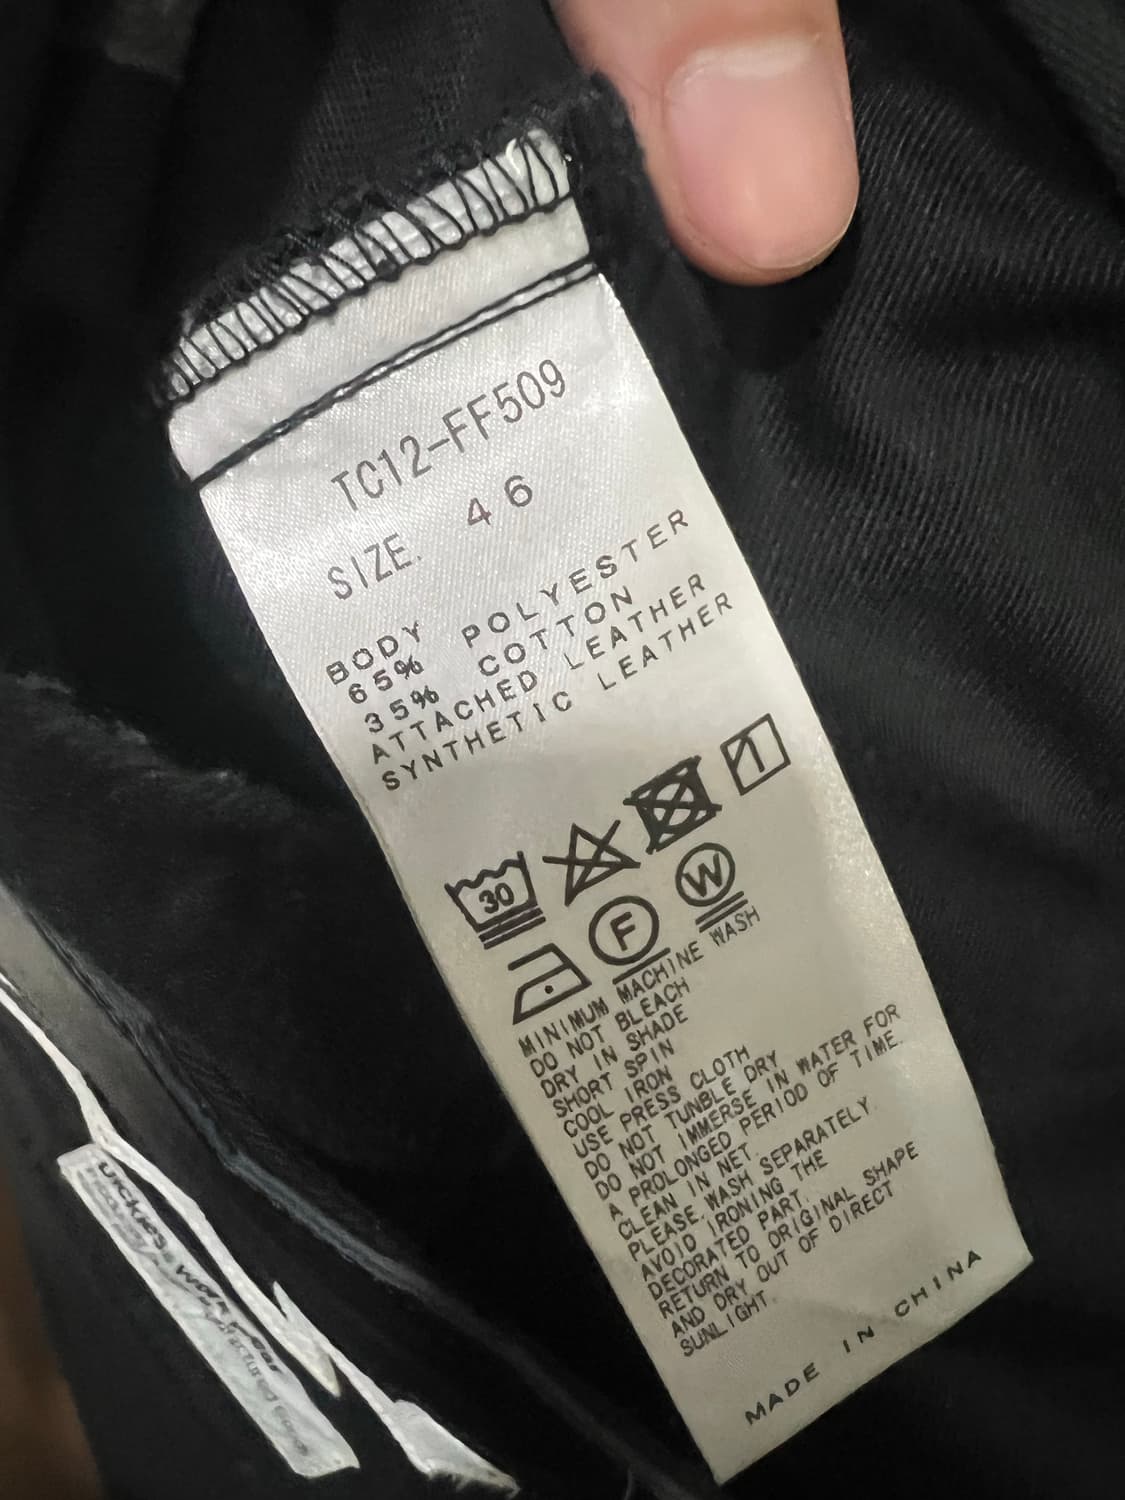 TC12-FF509
SIZE. 46
BODY
65% POLYESTER
35% COTTON
ATTACHED LEATHER
SYNTHETIC LEATHER
30
F
W
MINIMUM MACHINE WASH
DO NOT BLEACH
DRY IN SHADE
SHORT SPIN
COOL IRON
USE PRESS CLOTH
DO NOT TUNBLE DRY
DO NOT IMMERSE IN WATER FOR
A PROLONGED PERIOD OF TIME.
CLEAN IN NET.
PLEASE.WASH SEPARATELY.
AVOID IRONING THE
DECORATED PART.
RETURN TO ORIGINAL SHAPE
AND DRY OUT OF DIRECT
SUNLIGHT.
MADE IN CHINA